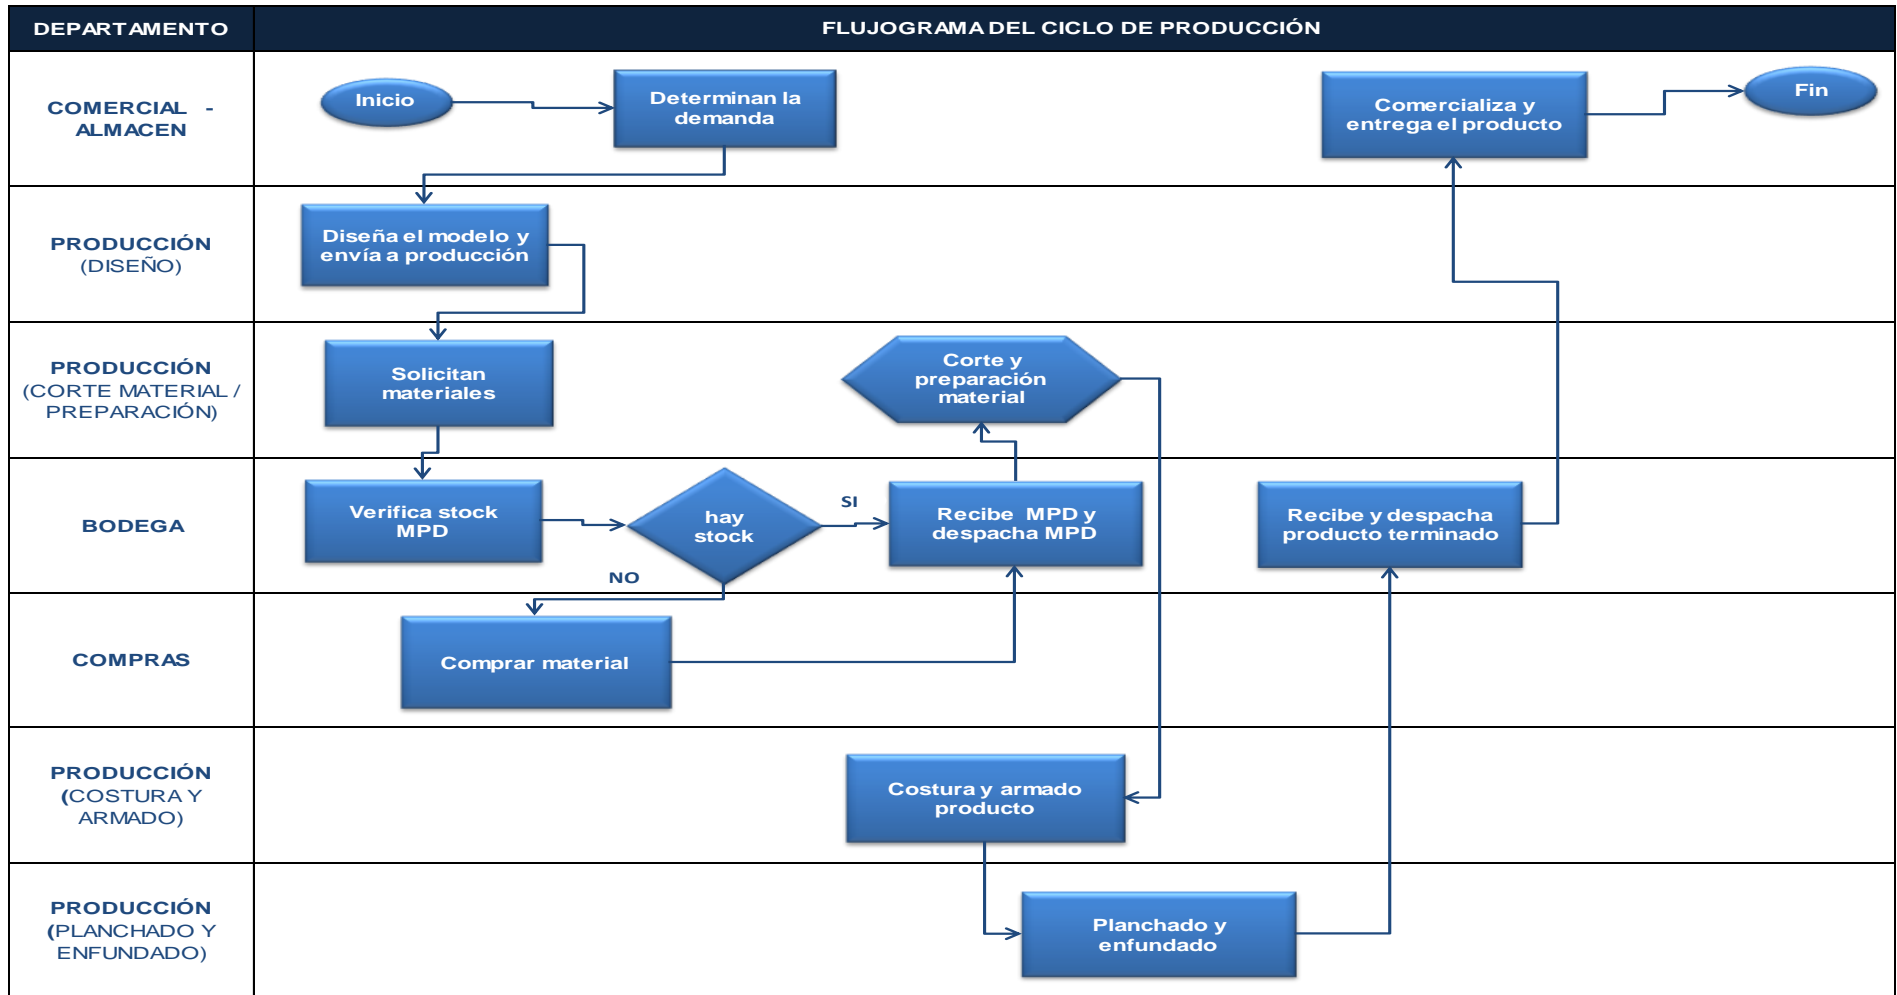 DEPARTAMENTO
FLUJOGRAMA DEL CICLO DE PRODUCCIÓN
COMERCIAL -
ALMACEN
Inicio
Determinan la
demanda
Comercializa y
entrega el producto
Fin
PRODUCCIÓN
(DISEÑO)
Diseña el modelo y
envía a producción
PRODUCCIÓN
(CORTE MATERIAL /
PREPARACIÓN)
Solicitan
materiales
Corte y
preparación
material
BODEGA
Verifica stock
MPD
hay
stock
SI
NO
Recibe MPD y
despacha MPD
Recibe y despacha
producto terminado
COMPRAS
Comprar material
PRODUCCIÓN
(COSTURA Y
ARMADO)
Costura y armado
producto
PRODUCCIÓN
(PLANCHADO Y
ENFUNDADO)
Planchado y
enfundado